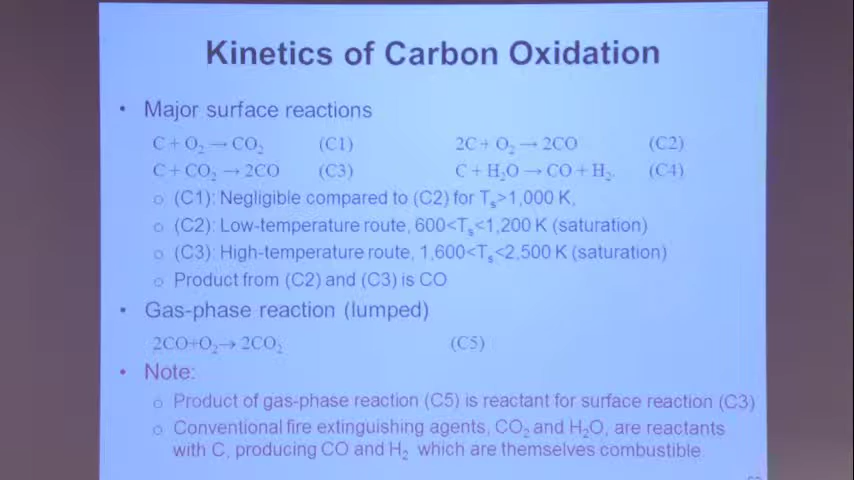 Kinetics of Carbon Oxidation
• Major surface reactions
C + O₂ → CO₂ (C1) 2C + O₂ → 2CO (C2)
C + CO₂ → 2CO (C3) C + H₂O → CO + H₂ (C4)
o (C1): Negligible compared to (C2) for Tₛ>1,000 K,
o (C2): Low-temperature route, 600<Tₛ<1,200 K (saturation)
o (C3): High-temperature route, 1,600<Tₛ<2,500 K (saturation)
o Product from (C2) and (C3) is CO
• Gas-phase reaction (lumped)
2CO+O₂→ 2CO₂ (C5)
• Note:
o Product of gas-phase reaction (C5) is reactant for surface reaction (C3)
o Conventional fire extinguishing agents, CO₂ and H₂O, are reactants
with C, producing CO and H₂ which are themselves combustible.